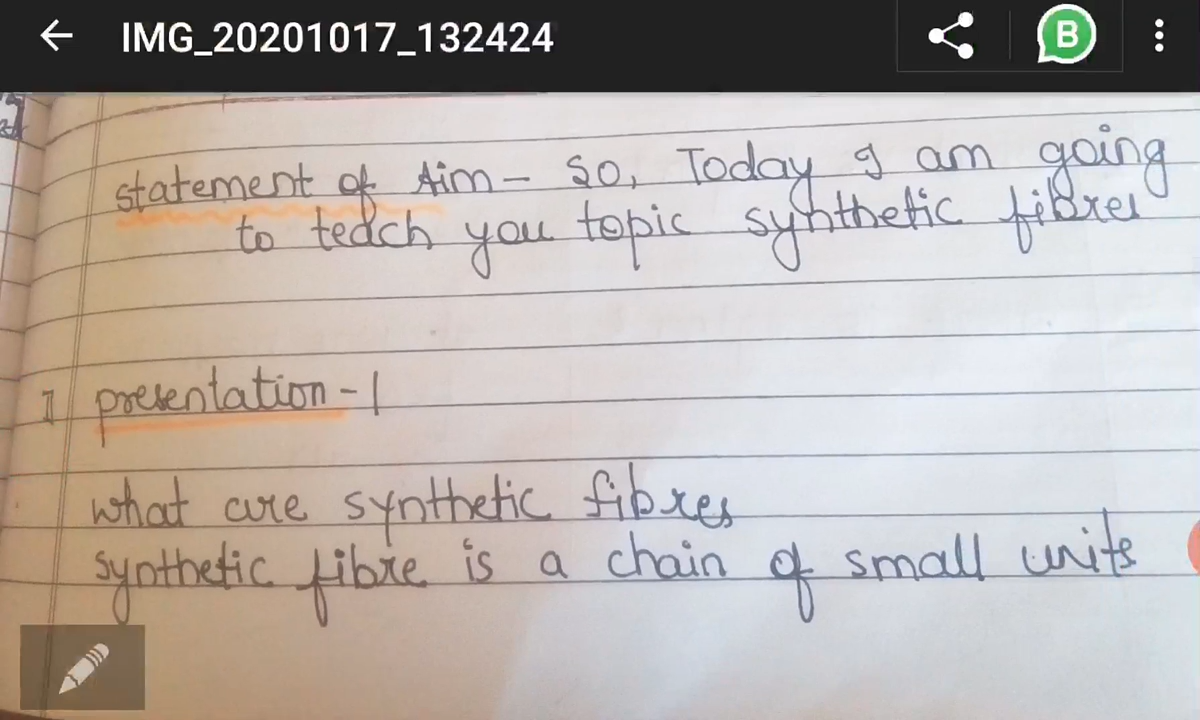 IMG_20201017_132424
B
statement of Aim - So, Today I am going
to teach you topic synthetic fibres
I presentation - 1
what are synthetic fibres
synthetic fibre is a chain of small units